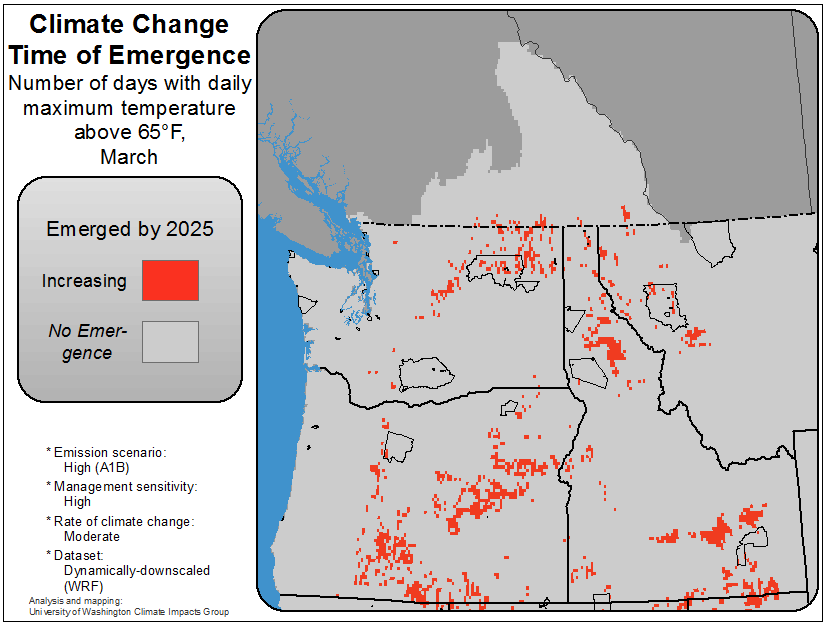 Climate Change
Time of Emergence
Number of days with daily
maximum temperature
above 65°F,
March
Emerged by 2025
Increasing
No Emer-
gence
* Emission scenario:
High (A1B)
* Management sensitivity:
High
* Rate of climate change:
Moderate
* Dataset:
Dynamically-downscaled
(WRF)
Analysis and mapping:
University of Washington Climate Impacts Group